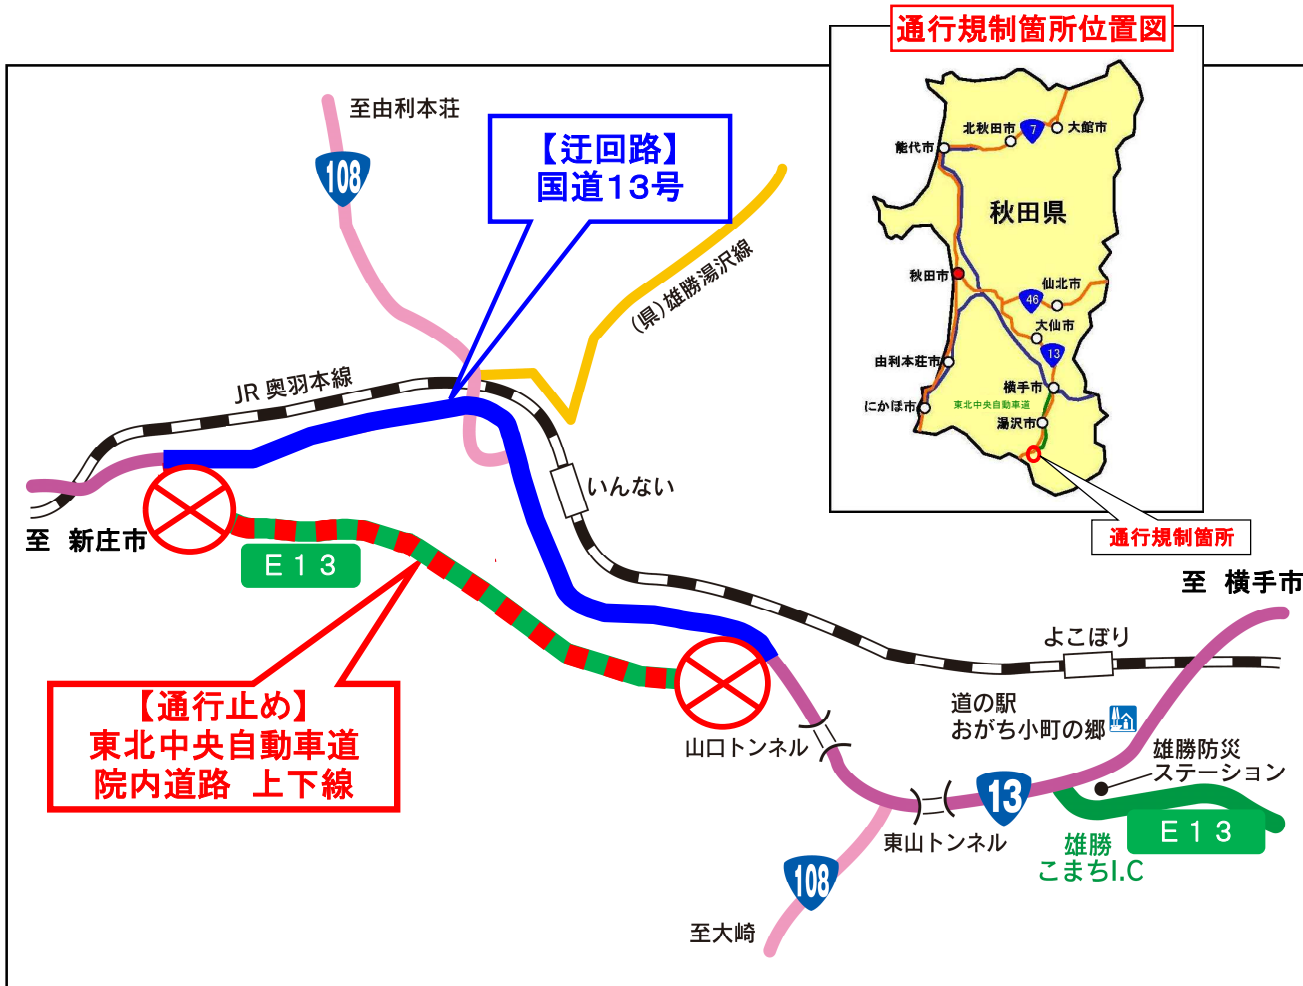 通行規制箇所位置図
北秋田市
7
大館市
能代市
秋田県
秋田市
仙北市
46
大仙市
13
由利本荘市
横手市
にかほ市
東北中央自動車道
湯沢市
通行規制箇所
至由利本荘
108
【迂回路】
国道13号
(県)雄勝湯沢線
JR 奥羽本線
いんない
至 新庄市
E13
至 横手市
よこぼり
【通行止め】
東北中央自動車道
院内道路 上下線
道の駅
おがち小町の郷
山口トンネル
雄勝防災
ステーション
13
E13
東山トンネル
雄勝
こまちI.C
108
至大崎